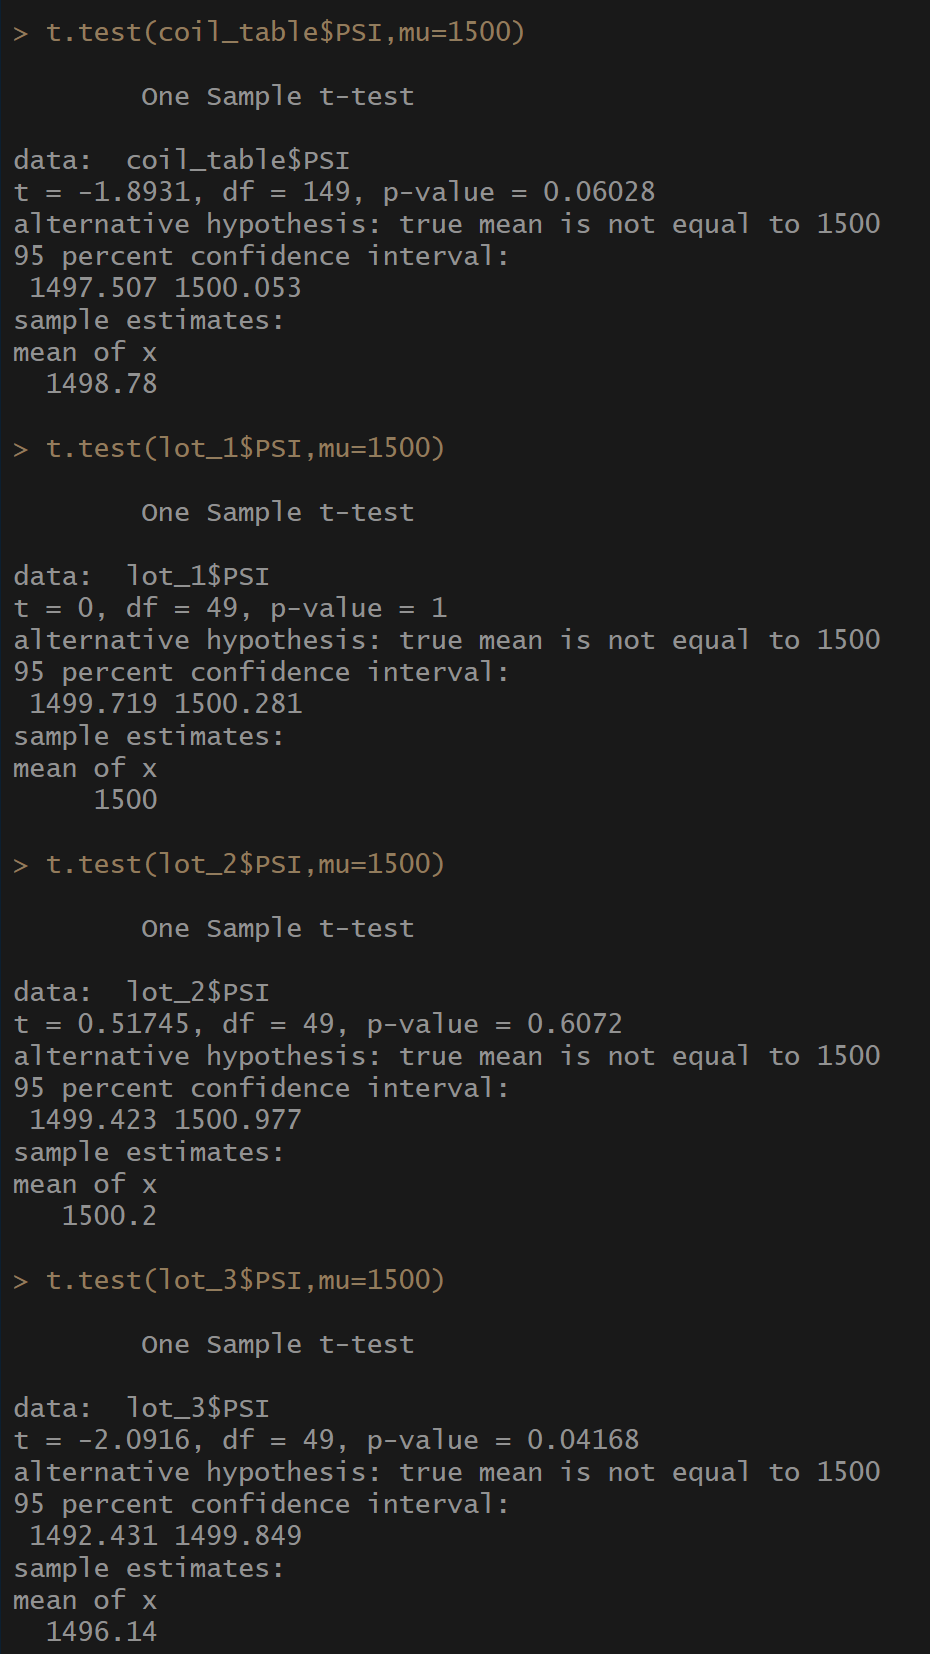 > t.test(coil_table$PSI,mu=1500)
One Sample t-test
data:  coil_table$PSI
t = -1.8931, df = 149, p-value = 0.06028
alternative hypothesis: true mean is not equal to 1500
95 percent confidence interval:
1497.507 1500.053
sample estimates:
mean of x
1498.78
> t.test(lot_1$PSI,mu=1500)
One Sample t-test
data:  lot_1$PSI
t = 0, df = 49, p-value = 1
alternative hypothesis: true mean is not equal to 1500
95 percent confidence interval:
1499.719 1500.281
sample estimates:
mean of x
1500
> t.test(lot_2$PSI,mu=1500)
One Sample t-test
data:  lot_2$PSI
t = 0.51745, df = 49, p-value = 0.6072
alternative hypothesis: true mean is not equal to 1500
95 percent confidence interval:
1499.423 1500.977
sample estimates:
mean of x
1500.2
> t.test(lot_3$PSI,mu=1500)
One Sample t-test
data:  lot_3$PSI
t = -2.0916, df = 49, p-value = 0.04168
alternative hypothesis: true mean is not equal to 1500
95 percent confidence interval:
1492.431 1499.849
sample estimates:
mean of x
1496.14